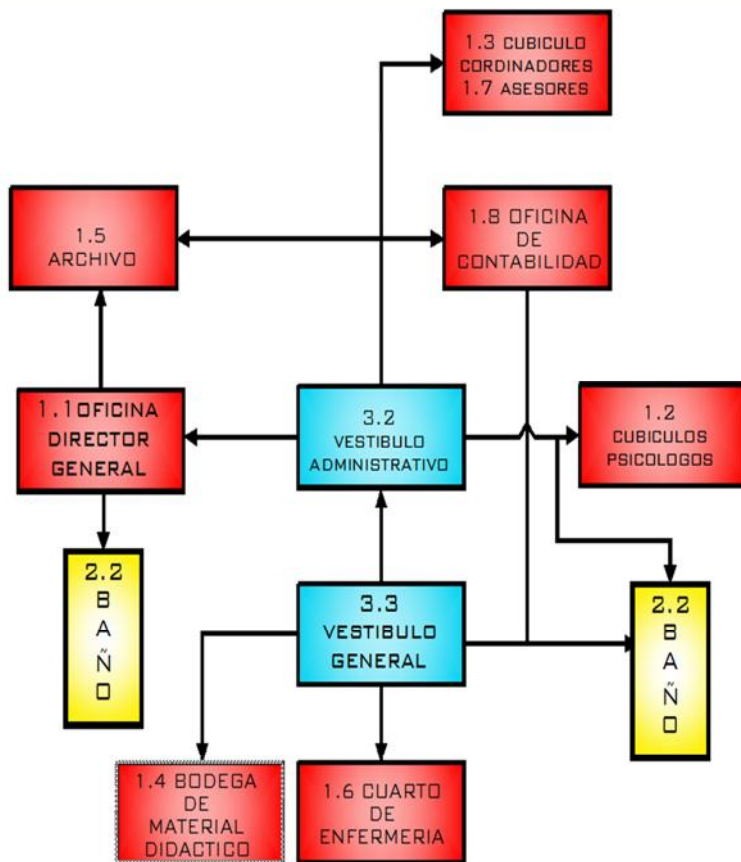 1.3 CUBICULO
CORDINADORES
1.7 ASESORES
1.5
ARCHIVO
1.8 OFICINA
DE
CONTABILIDAD
1.1 OFICINA
DIRECTOR
GENERAL
3.2
VESTIBULO
ADMINISTRATIVO
1.2
CUBICULOS
PSICOLOGOS
2.2
B
A
Ñ
O
3.3
VESTIBULO
GENERAL
2.2
B
A
Ñ
O
1.4 BODEGA
DE
MATERIAL
DIDACTICO
1.6 CUARTO
DE
ENFERMERIA